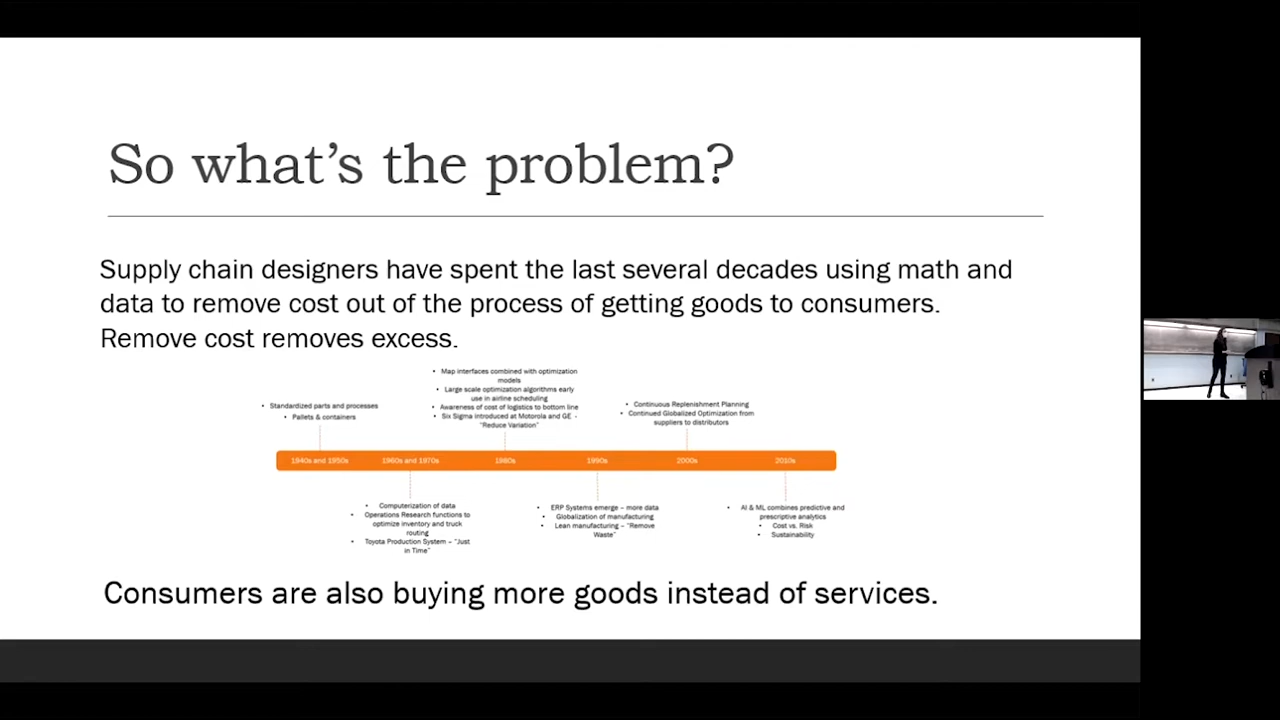 So what's the problem?
Supply chain designers have spent the last several decades using math and
data to remove cost out of the process of getting goods to consumers.
Remove cost removes excess.
• Standardized parts and processes
• Pallets & containers
• Map interfaces combined with optimization
models
• Large scale optimization algorithms early
use in airline scheduling
• Awareness of cost of logistics to bottom line
• Six Sigma introduced at Motorola and GE -
"Reduce Variation"
• Continuous Replenishment Planning
• Continued Globalized Optimization from
suppliers to distributors
1940s and 1950s
1960s and 1970s
1980s
1990s
2000s
2010s
• Computerization of data
• Operations Research functions to
optimize inventory and truck
routing
• Toyota Production System – "Just
in Time"
• ERP Systems emerge – more data
• Globalization of manufacturing
• Lean manufacturing – "Remove
Waste"
• AI & ML combines predictive and
prescriptive analytics
• Cost vs. Risk
• Sustainability
Consumers are also buying more goods instead of services.